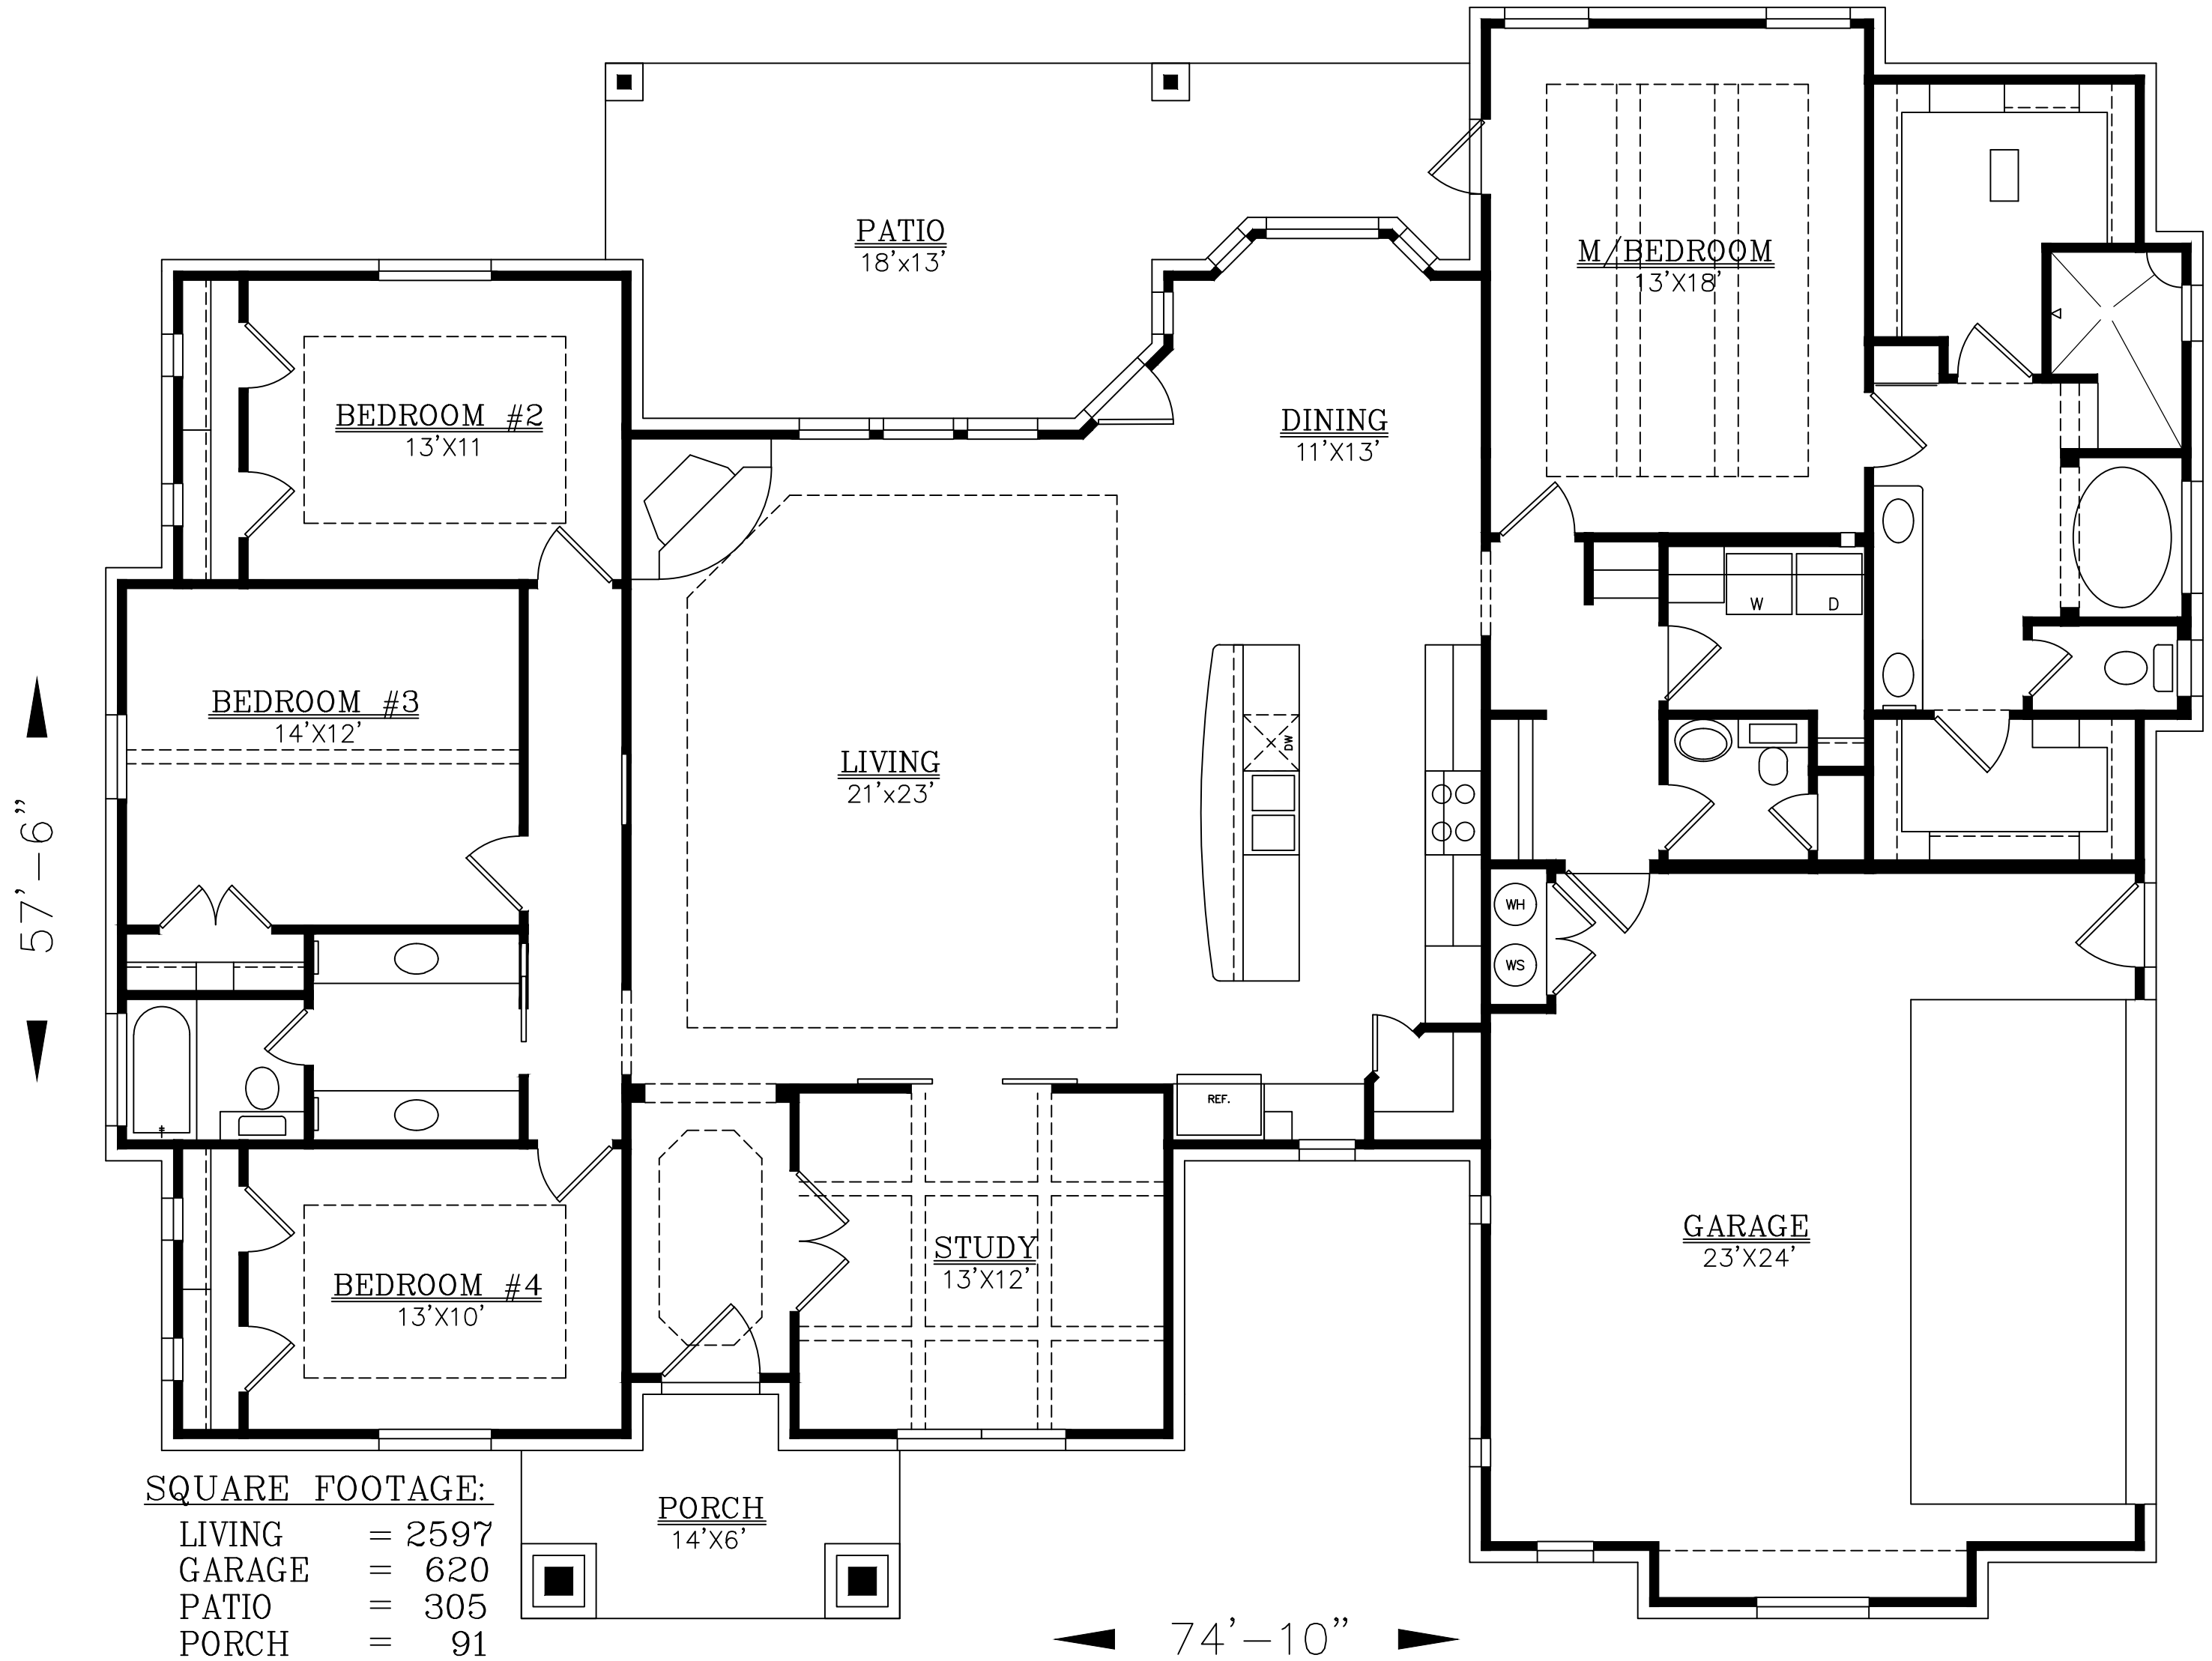 PATIO
18'x13'
M/BEDROOM
13'X18'
BEDROOM #2
13'X11
DINING
11'X13'
W
D
BEDROOM #3
14'X12'
LIVING
21'x23'
DW
57'-6"
WH
WS
REF.
STUDY
13'X12'
GARAGE
23'X24'
BEDROOM #4
13'X10'
PORCH
14'X6'
SQUARE FOOTAGE:
LIVING = 2597
GARAGE = 620
PATIO = 305
PORCH = 91
74'-10"